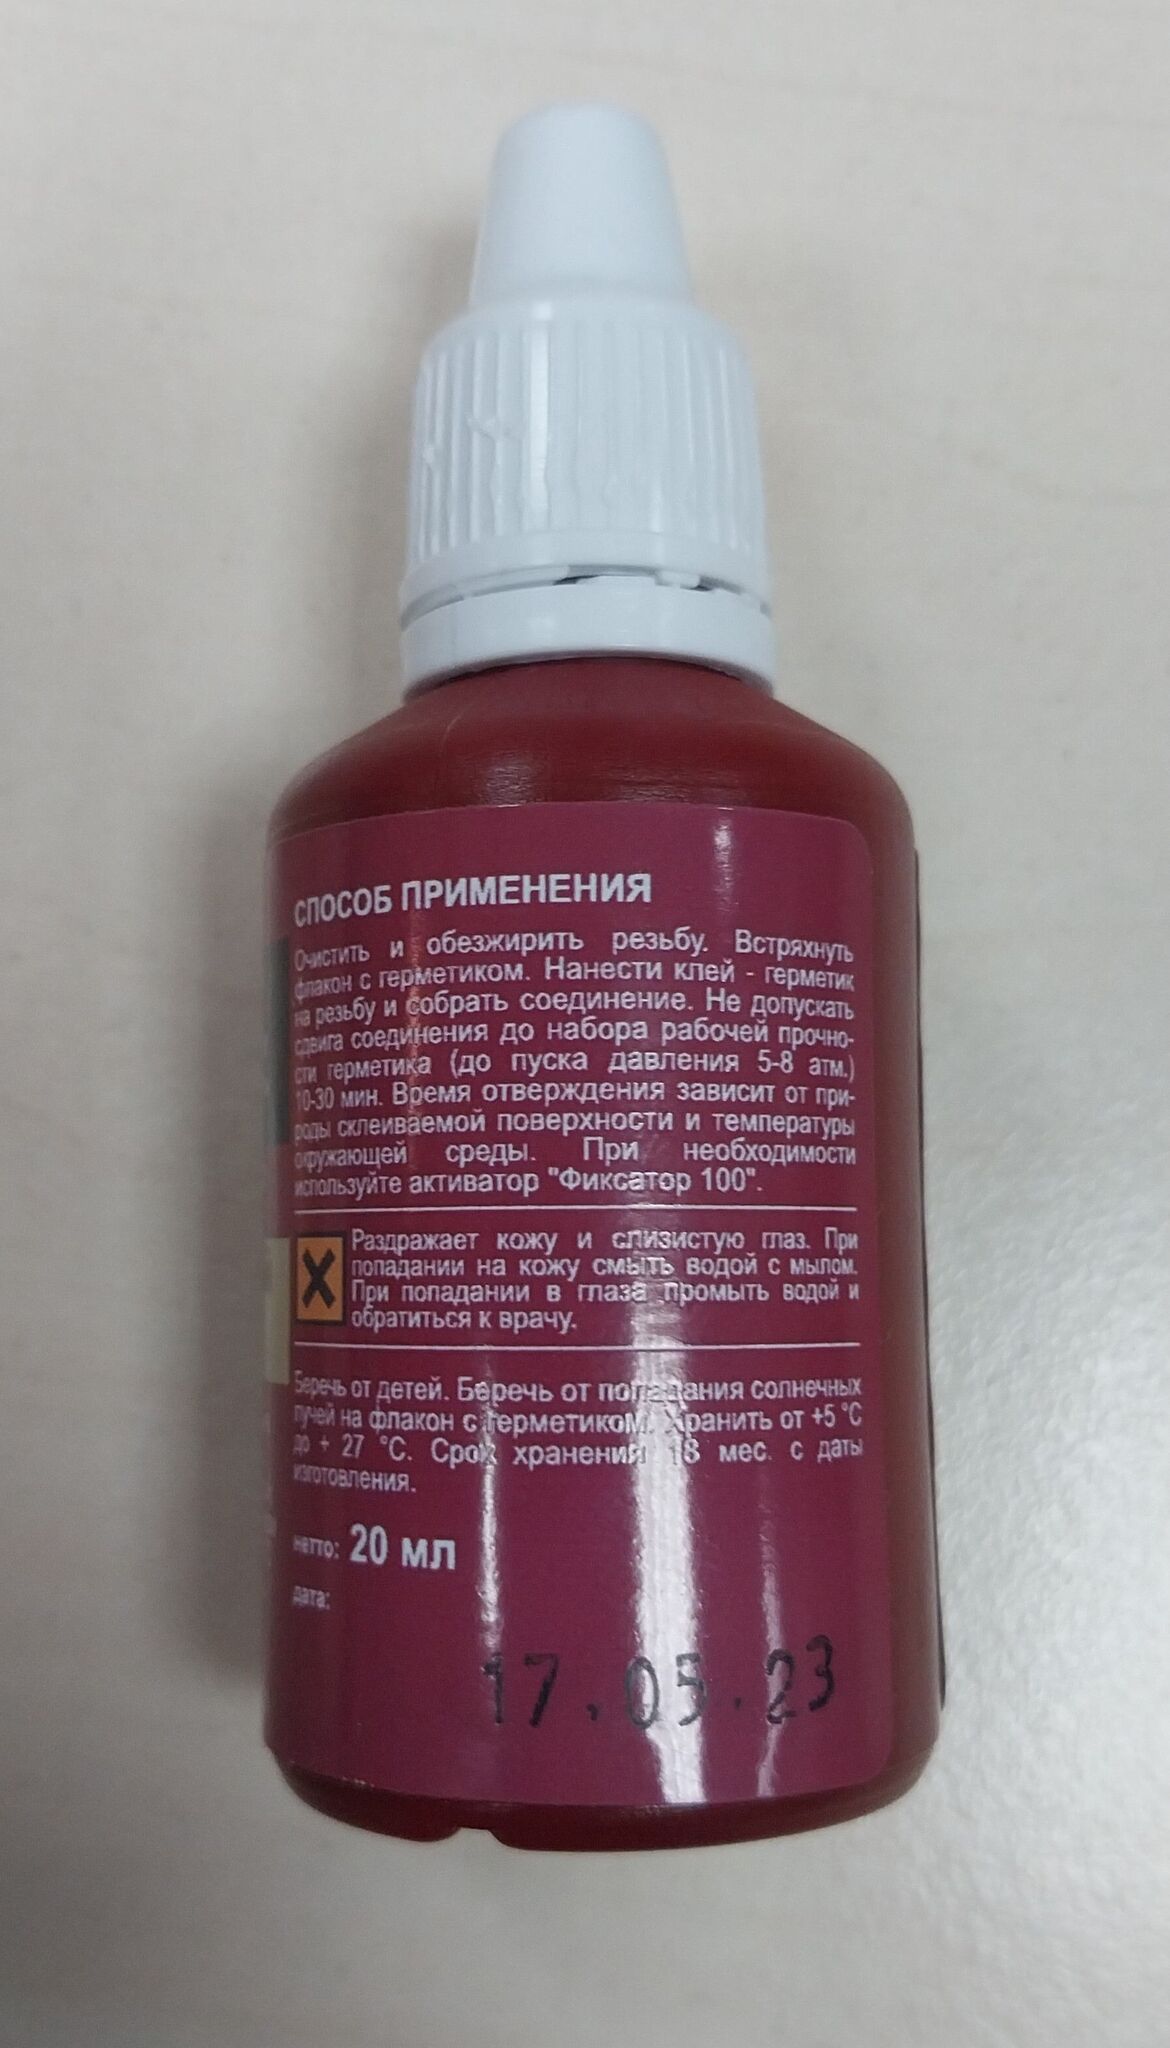 СПОСОБ ПРИМЕНЕНИЯ
Очистить и обезжирить резьбу. Встряхнуть
флакон с герметиком. Нанести клей - герметик
на резьбу и собрать соединение. Не допускать
сдвига соединения до набора рабочей прочно-
сти герметика (до пуска давления 5-8 атм.)
10-30 мин. Время отверждения зависит от при-
роды склеиваемой поверхности и температуры
окружающей среды. При необходимости
используйте активатор "Фиксатор 100".
Раздражает кожу и слизистую глаз. При
попадании на кожу смыть водой с мылом.
При попадании в глаза промыть водой и
обратиться к врачу.
Беречь от детей. Беречь от попадания солнечных
лучей на флакон с герметиком. Хранить от +5 °C
до + 27 °C. Срок хранения 18 мес. с даты
изготовления.
нетто: 20 мл
дата:
17.05.23